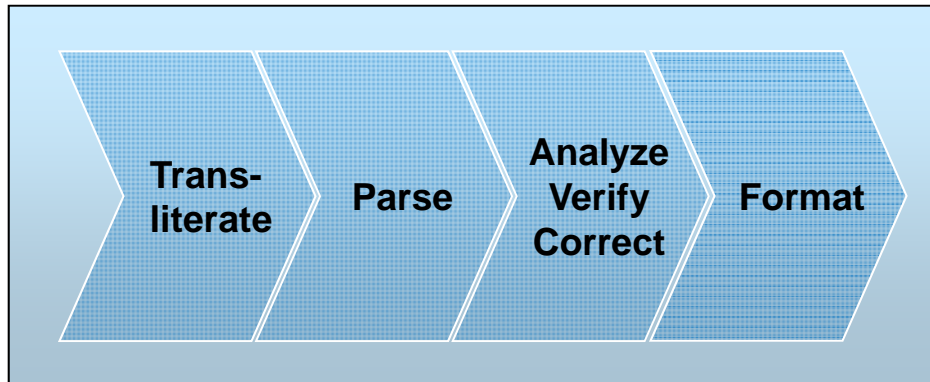 Trans-
literate
Parse
Analyze
Verify
Correct
Format